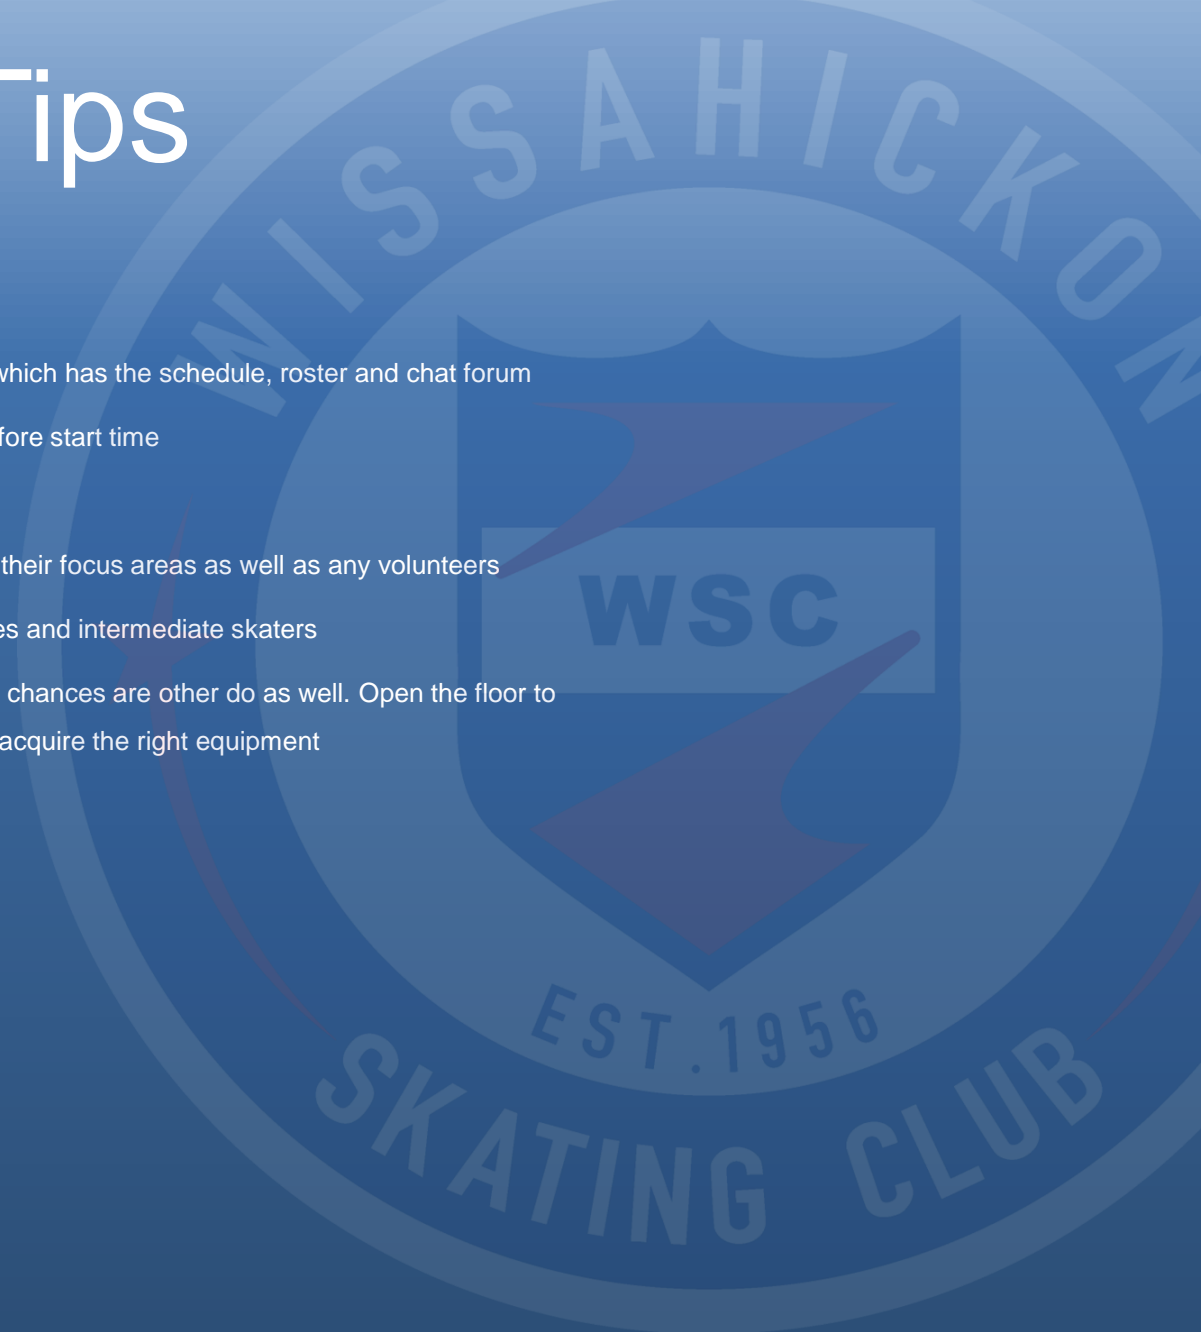 Tips
which has the schedule, roster and chat forum
fore start time
their focus areas as well as any volunteers
es and intermediate skaters
chances are other do as well. Open the floor to
acquire the right equipment
WISSAHICKON
WSC
EST.1956
SKATING CLUB